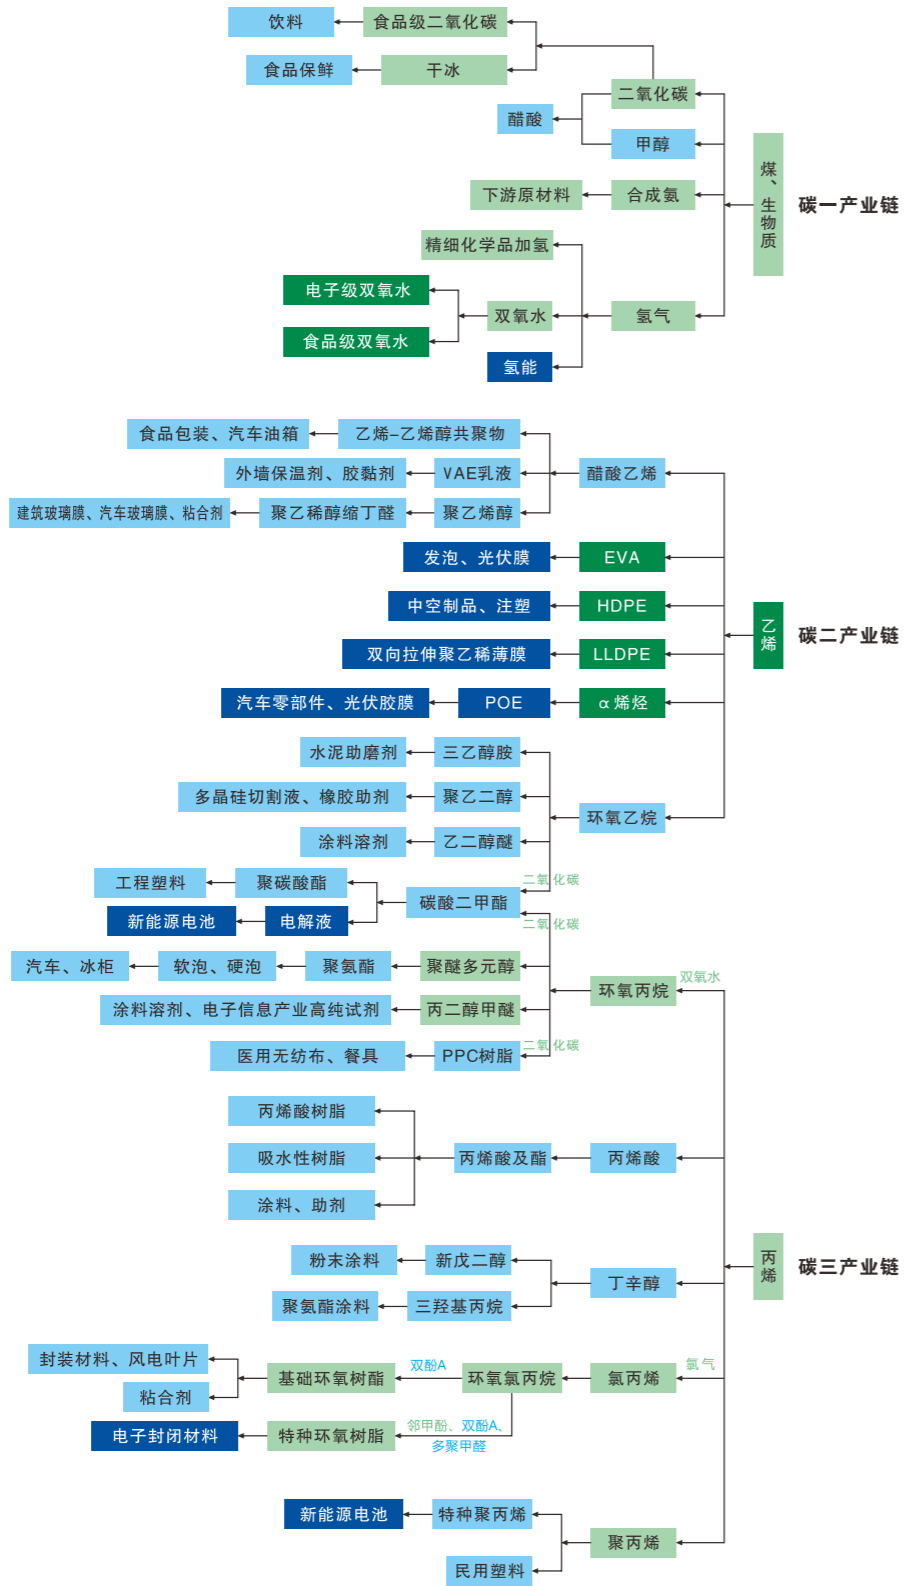 饮料
食品级二氧化碳
食品保鲜
干冰
二氧化碳
醋酸
甲醇
煤、生物质
碳一产业链
下游原材料
合成氨
精细化学品加氢
电子级双氧水
双氧水
氢气
食品级双氧水
氢能
食品包装、汽车油箱
乙烯-乙烯醇共聚物
外墙保温剂、胶黏剂
VAE乳液
醋酸乙烯
建筑玻璃膜、汽车玻璃膜、粘合剂
聚乙稀醇缩丁醛
聚乙烯醇
发泡、光伏膜
EVA
中空制品、注塑
HDPE
乙烯
碳二产业链
双向拉伸聚乙稀薄膜
LLDPE
汽车零部件、光伏胶膜
POE
α烯烃
水泥助磨剂
三乙醇胺
多晶硅切割液、橡胶助剂
聚乙二醇
环氧乙烷
涂料溶剂
乙二醇醚
二氧化碳
工程塑料
聚碳酸酯
碳酸二甲酯
新能源电池
电解液
二氧化碳
汽车、冰柜
软泡、硬泡
聚氨酯
聚醚多元醇
双氧水
环氧丙烷
涂料溶剂、电子信息产业高纯试剂
丙二醇甲醚
二氧化碳
医用无纺布、餐具
PPC树脂
丙烯酸树脂
吸水性树脂
丙烯酸及酯
丙烯酸
涂料、助剂
粉末涂料
新戊二醇
丙烯
碳三产业链
丁辛醇
聚氨酯涂料
三羟基丙烷
封装材料、风电叶片
双酚A
氯气
基础环氧树酯
环氧氯丙烷
氯丙烯
粘合剂
邻甲酚、双酚A、
多聚甲醛
电子封闭材料
特种环氧树脂
新能源电池
特种聚丙烯
聚丙烯
民用塑料